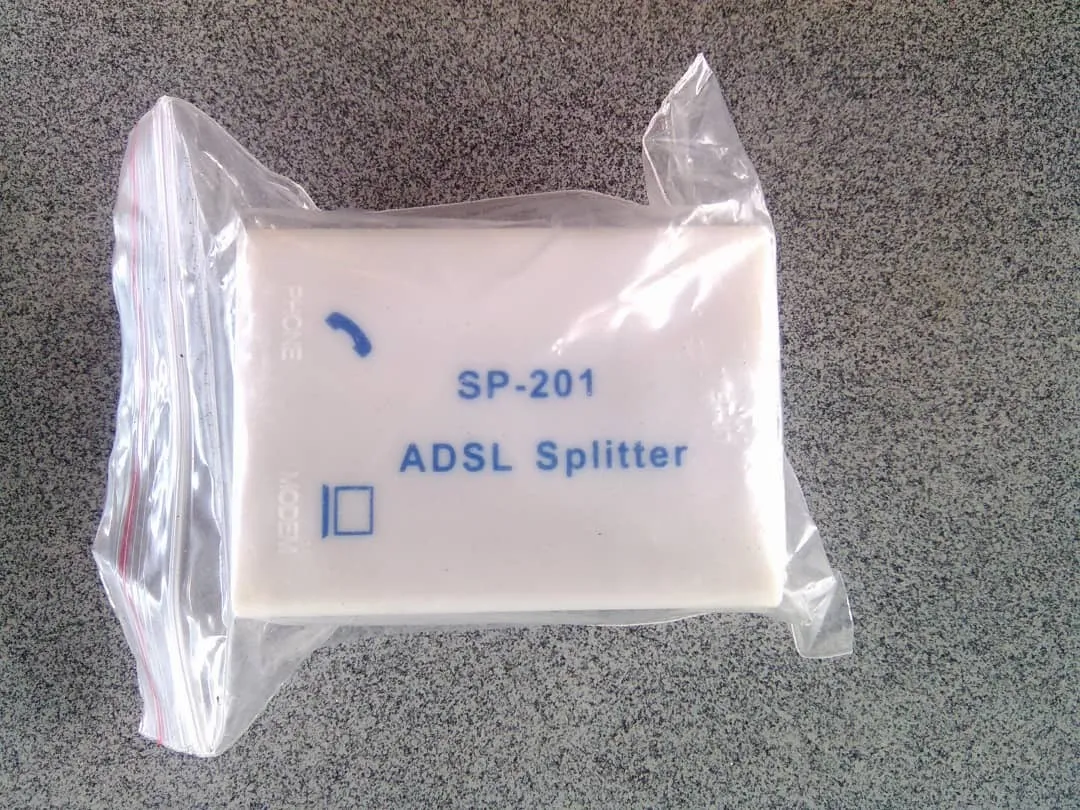 PHONE
SP-201
ADSL Splitter
MODEM